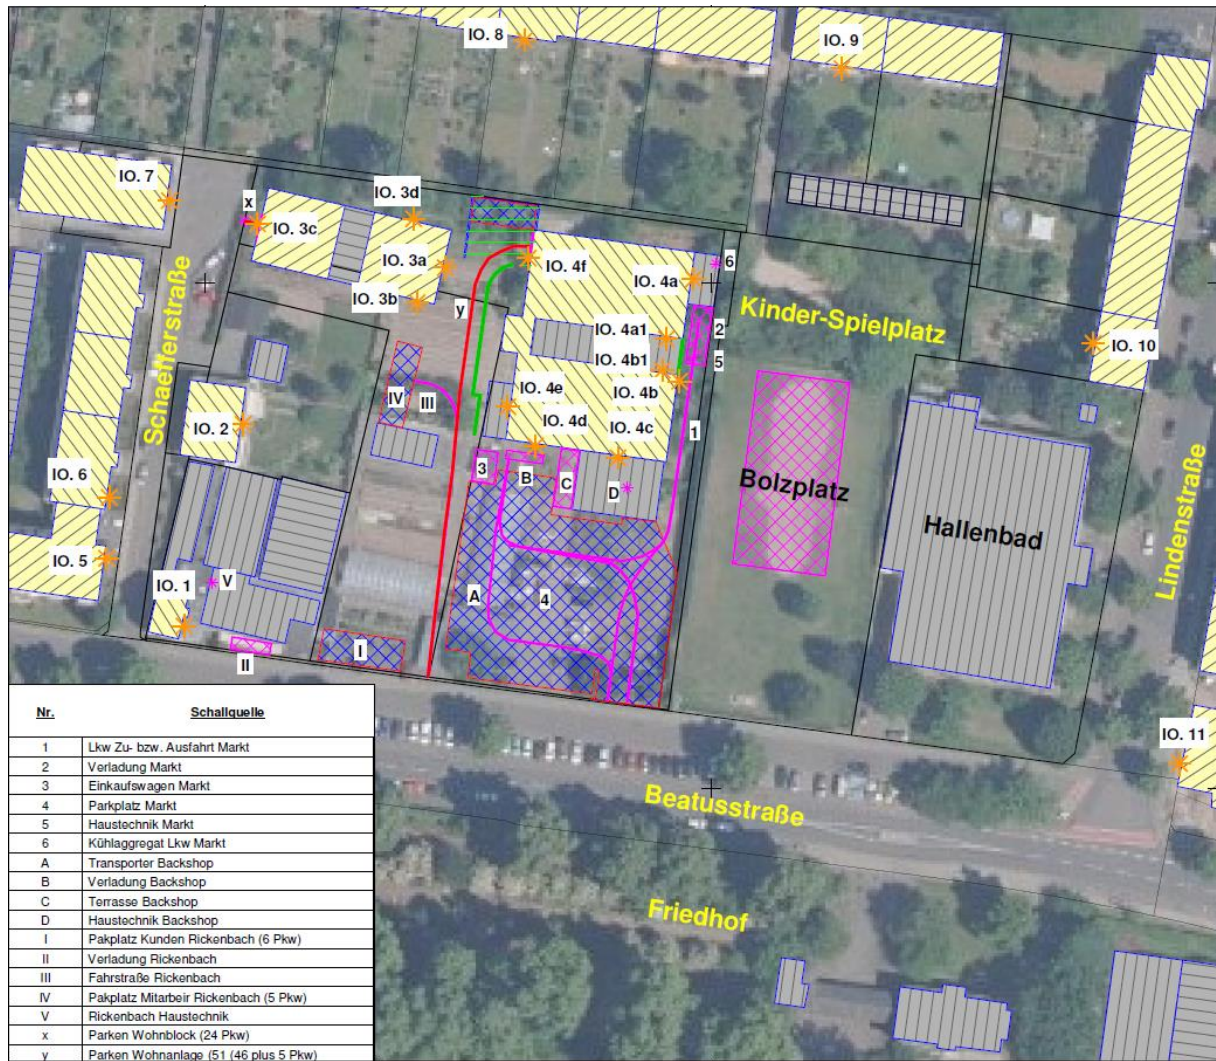 IO. 8
IO. 9
IO. 7
x
IO. 3d
IO. 3c
IO. 3a
IO. 3b
IO. 4f
IO. 4a
6
y
IO. 4a1
IO. 4b1
2
5
Kinder-Spielplatz
IO. 10
Schaefferstraße
IV
III
IO. 4e
IO. 4b
IO. 2
IO. 4d
IO. 4c
1
3
B
C
D
Bolzplatz
IO. 6
Hallenbad
Lindenstraße
IO. 5
IO. 1
V
A
4
II
I
IO. 11
Beatusstraße
Friedhof
Nr. Schallquelle
1 Lkw Zu- bzw. Ausfahrt Markt
2 Verladung Markt
3 Einkaufswagen Markt
4 Parkplatz Markt
5 Haustechnik Markt
6 Kühlaggregat Lkw Markt
A Transporter Backshop
B Verladung Backshop
C Terrasse Backshop
D Haustechnik Backshop
I Pakplatz Kunden Rickenbach (6 Pkw)
II Verladung Rickenbach
III Fahrstraße Rickenbach
IV Pakplatz Mitarbeir Rickenbach (5 Pkw)
V Rickenbach Haustechnik
x Parken Wohnblock (24 Pkw)
y Parken Wohnanlage (51 (46 plus 5 Pkw)